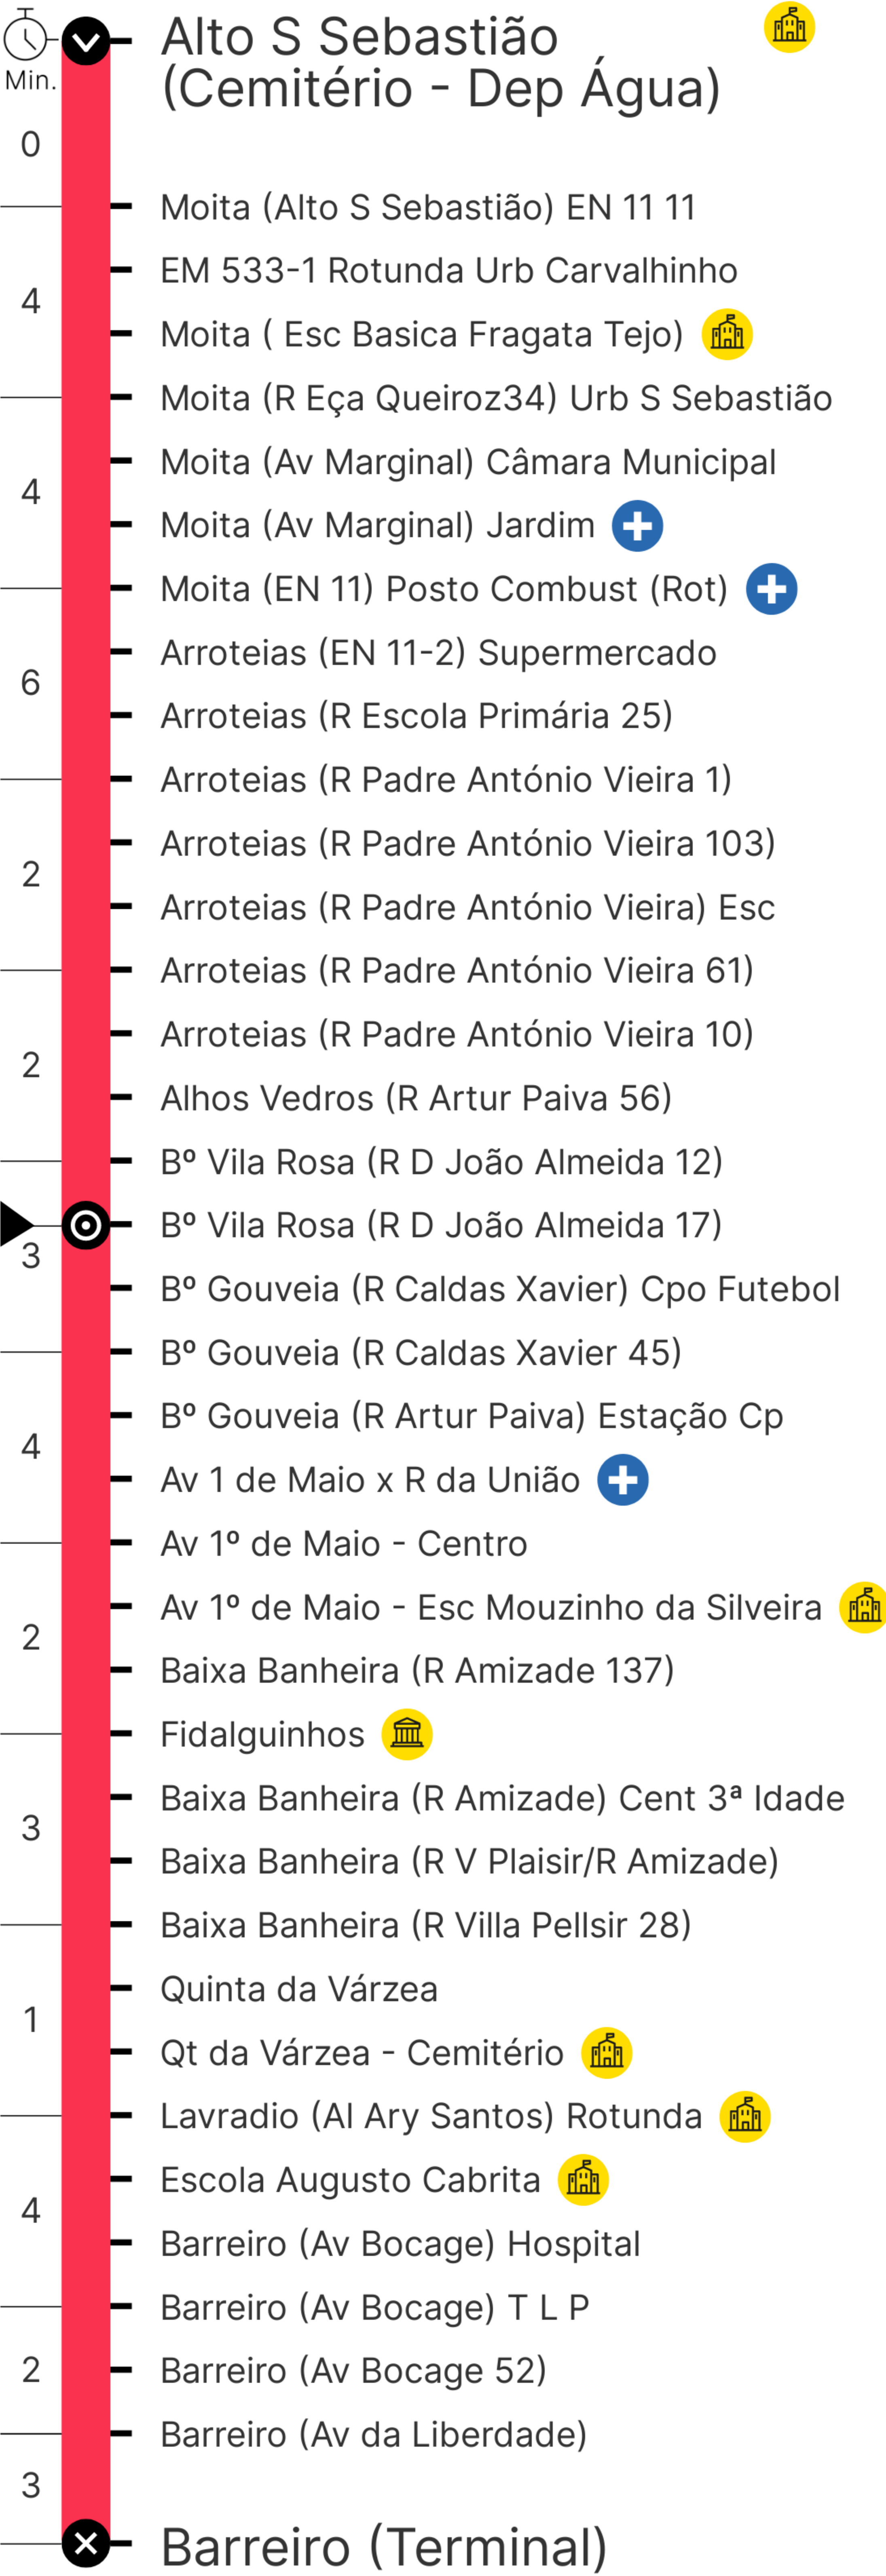 Alto S Sebastião
(Cemitério - Dep Água)
Min.
0
Moita (Alto S Sebastião) EN 11 11
EM 533-1 Rotunda Urb Carvalhinho
4
Moita ( Esc Basica Fragata Tejo)
Moita (R Eça Queiroz34) Urb S Sebastião
Moita (Av Marginal) Câmara Municipal
4
Moita (Av Marginal) Jardim
Moita (EN 11) Posto Combust (Rot)
Arroteias (EN 11-2) Supermercado
6
Arroteias (R Escola Primária 25)
Arroteias (R Padre António Vieira 1)
Arroteias (R Padre António Vieira 103)
2
Arroteias (R Padre António Vieira) Esc
Arroteias (R Padre António Vieira 61)
Arroteias (R Padre António Vieira 10)
2
Alhos Vedros (R Artur Paiva 56)
Bº Vila Rosa (R D João Almeida 12)
Bº Vila Rosa (R D João Almeida 17)
3
Bº Gouveia (R Caldas Xavier) Cpo Futebol
Bº Gouveia (R Caldas Xavier 45)
Bº Gouveia (R Artur Paiva) Estação Cp
4
Av 1 de Maio x R da União
Av 1º de Maio - Centro
Av 1º de Maio - Esc Mouzinho da Silveira
2
Baixa Banheira (R Amizade 137)
Fidalguinhos
Baixa Banheira (R Amizade) Cent 3ª Idade
3
Baixa Banheira (R V Plaisir/R Amizade)
Baixa Banheira (R Villa Pellsir 28)
Quinta da Várzea
1
Qt da Várzea - Cemitério
Lavradio (Al Ary Santos) Rotunda
Escola Augusto Cabrita
4
Barreiro (Av Bocage) Hospital
Barreiro (Av Bocage) T L P
2
Barreiro (Av Bocage 52)
Barreiro (Av da Liberdade)
3
Barreiro (Terminal)